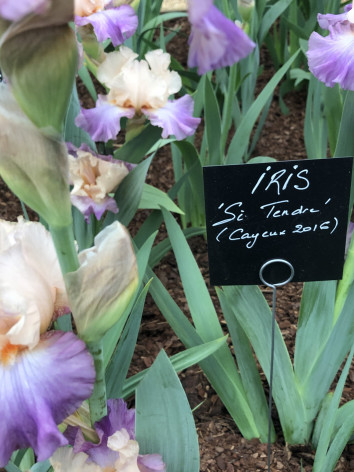 iRiS
'Si Tendre'
(Cayeux 2016)